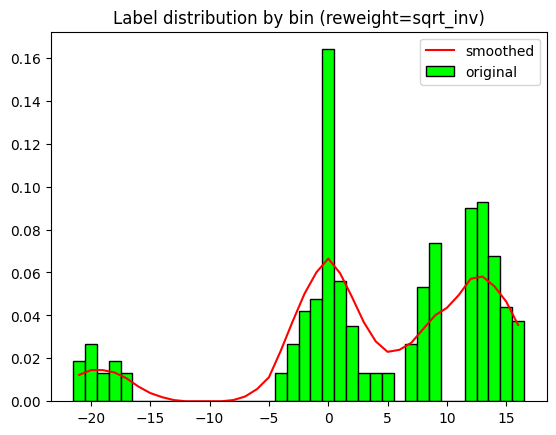 Label distribution by bin (reweight=sqrt_inv)
smoothed
original
0.16
0.14
0.12
0.10
0.08
0.06
0.04
0.02
0.00
−20 −15 −10 −5 0 5 10 15